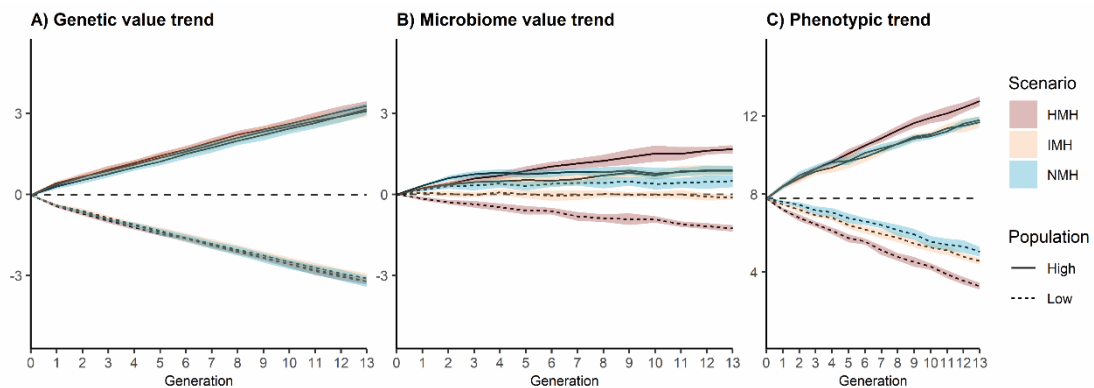 A) Genetic value trend
3
0
-3
0 1 2 3 4 5 6 7 8 9 10 11 12 13
Generation
B) Microbiome value trend
3
0
-3
0 1 2 3 4 5 6 7 8 9 10 11 12 13
Generation
C) Phenotypic trend
12
8
4
0 1 2 3 4 5 6 7 8 9 10 11 12 13
Generation
Scenario
HMH
IMH
NMH
Population
High
Low